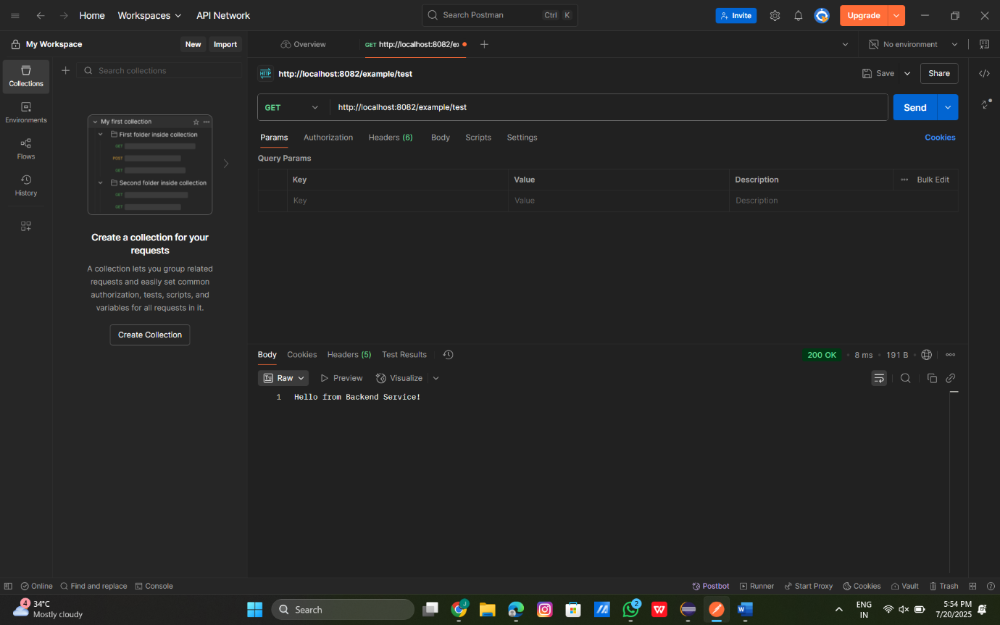 Home
Workspaces
API Network
Search Postman
Ctrl K
Invite
Upgrade
My Workspace
New
Import
Overview
GET http://localhost:8082/e
No environment
Collections
Search collections
HTTP http://localhost:8082/example/test
Save
Share
GET
http://localhost:8082/example/test
Send
Environments
Flows
History
My first collection
First folder inside collection
GET
POST
GET
Second folder inside collection
GET
GET
Create a collection for your
requests
A collection lets you group related
requests and easily set common
authorization, tests, scripts, and
variables for all requests in it.
Create Collection
Params
Authorization
Headers (6)
Body
Scripts
Settings
Cookies
Query Params
Key
Value
Description
Bulk Edit
Key
Value
Description
Body
Cookies
Headers (5)
Test Results
200 OK
8 ms
191 B
Raw
Preview
Visualize
1 Hello from Backend Service!
Online
Find and replace
Console
Postbot
Runner
Start Proxy
Cookies
Vault
Trash
4
34°C
Mostly cloudy
Search
J
2
W
W
ENG
IN
5:54 PM
7/20/2025